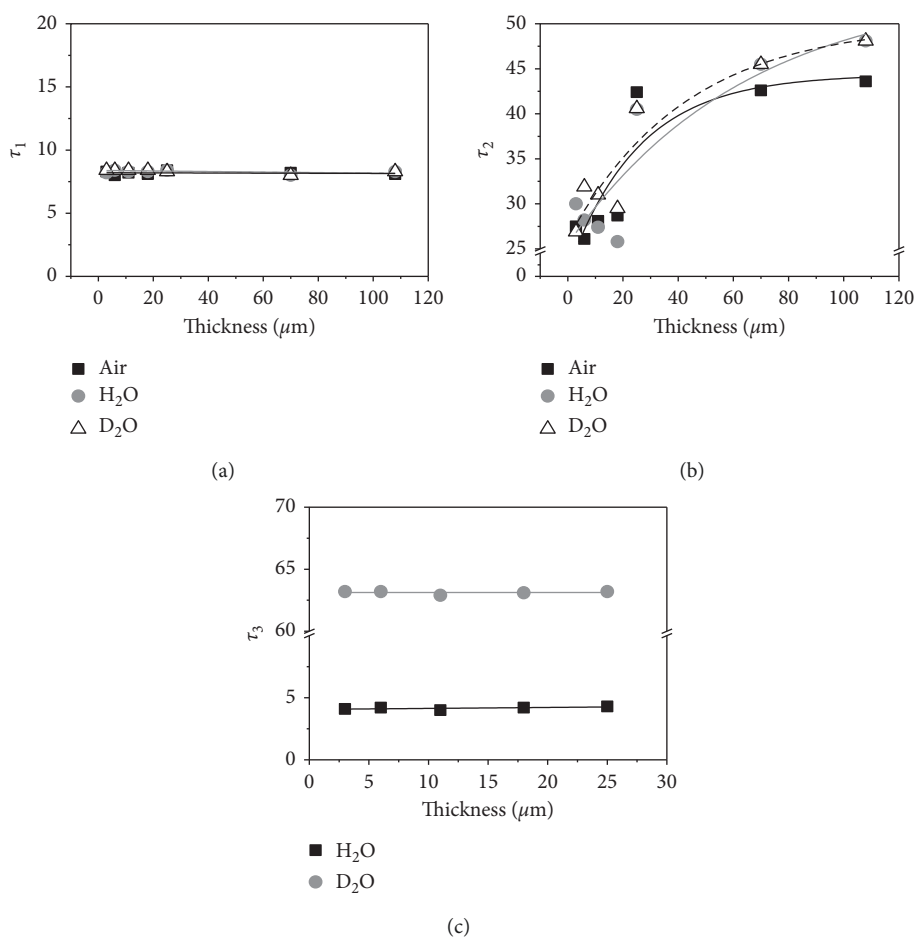 20
15
10
5
0
τ1
0 20 40 60 80 100 120
Thickness (μm)
Air
H2O
D2O
(a)
50
45
40
35
30
25
0
τ2
0 20 40 60 80 100 120
Thickness (μm)
Air
H2O
D2O
(b)
70
65
60
5
0
τ3
0 5 10 15 20 25 30
Thickness (μm)
H2O
D2O
(c)